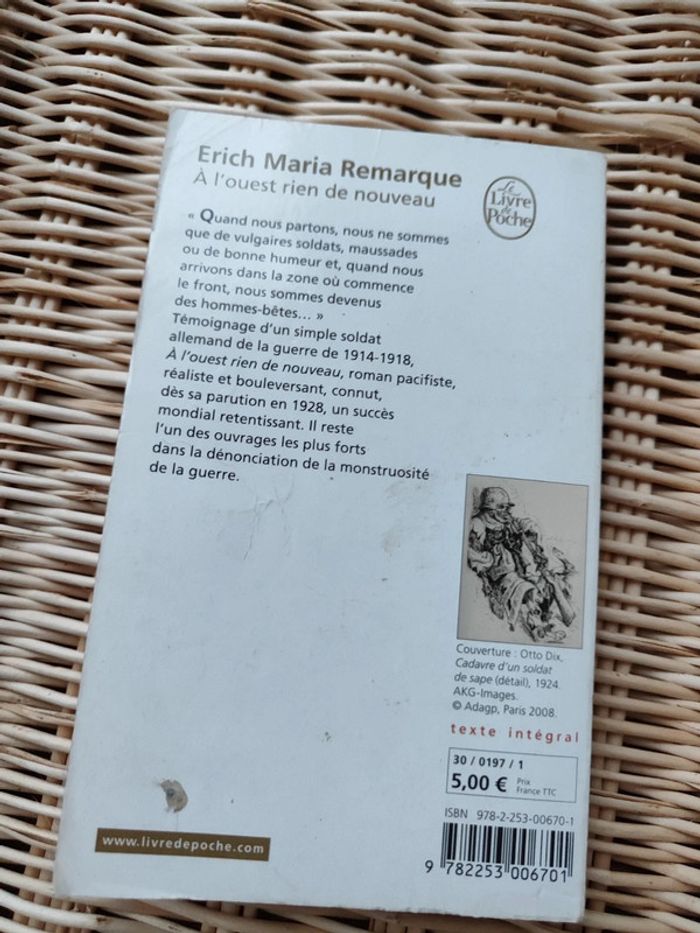 Erich Maria Remarque
À l'ouest rien de nouveau
Le
Livre
de
Poche
« Quand nous partons, nous ne sommes
que de vulgaires soldats, maussades
ou de bonne humeur et, quand nous
arrivons dans la zone où commence
le front, nous sommes devenus
des hommes-bêtes... »
Témoignage d'un simple soldat
allemand de la guerre de 1914-1918,
À l'ouest rien de nouveau, roman pacifiste,
réaliste et bouleversant, connut,
dès sa parution en 1928, un succès
mondial retentissant. Il reste
l'un des ouvrages les plus forts
dans la dénonciation de la monstruosité
de la guerre.
Couverture : Otto Dix,
Cadavre d'un soldat
de sape (détail), 1924.
AKG-Images.
© Adagp, Paris 2008.
texte intégral
30 / 0197 / 1
5,00 € Prix
France TTC
ISBN 978-2-253-00670-1
9 782253 006701
www.livredepoche.com